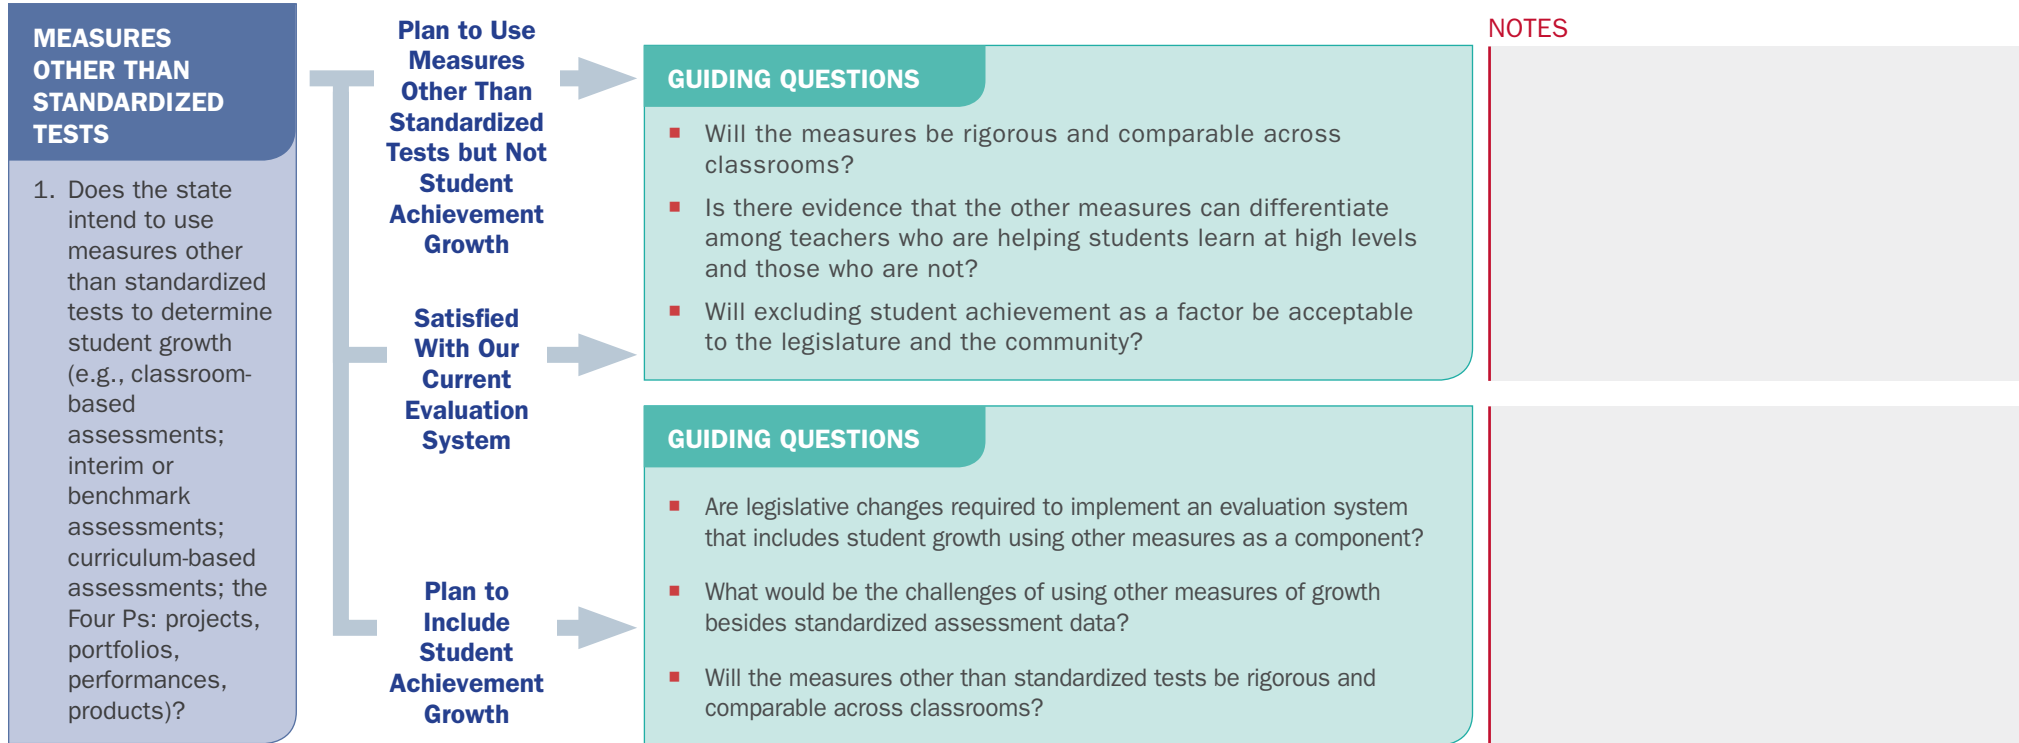 MEASURES
OTHER THAN
STANDARDIZED
TESTS
1. Does the state
intend to use
measures other
than standardized
tests to determine
student growth
(e.g., classroom-
based
assessments;
interim or
benchmark
assessments;
curriculum-based
assessments; the
Four Ps: projects,
portfolios,
performances,
products)?
Plan to Use
Measures
Other Than
Standardized
Tests but Not
Student
Achievement
Growth
Satisfied
With Our
Current
Evaluation
System
Plan to
Include
Student
Achievement
Growth
GUIDING QUESTIONS
■ Will the measures be rigorous and comparable across
classrooms?
■ Is there evidence that the other measures can differentiate
among teachers who are helping students learn at high levels
and those who are not?
■ Will excluding student achievement as a factor be acceptable
to the legislature and the community?
GUIDING QUESTIONS
■ Are legislative changes required to implement an evaluation system
that includes student growth using other measures as a component?
■ What would be the challenges of using other measures of growth
besides standardized assessment data?
■ Will the measures other than standardized tests be rigorous and
comparable across classrooms?
NOTES